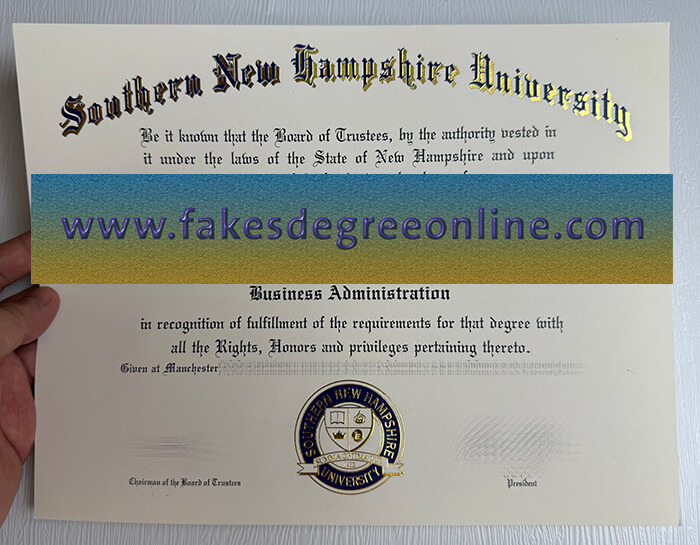 Southern New Hampshire University
Be it known that the Board of Trustees, by the authority vested in
it under the laws of the State of New Hampshire and upon
www.fakesdegreeonline.com
Business Administration
in recognition of fulfillment of the requirements for that degree with
all the Rights, Honors and privileges pertaining thereto.
Given at Manchester
SOUTHERN NEW HAMPSHIRE
UNIVERSITY
Chairman of the Board of Trustees
President